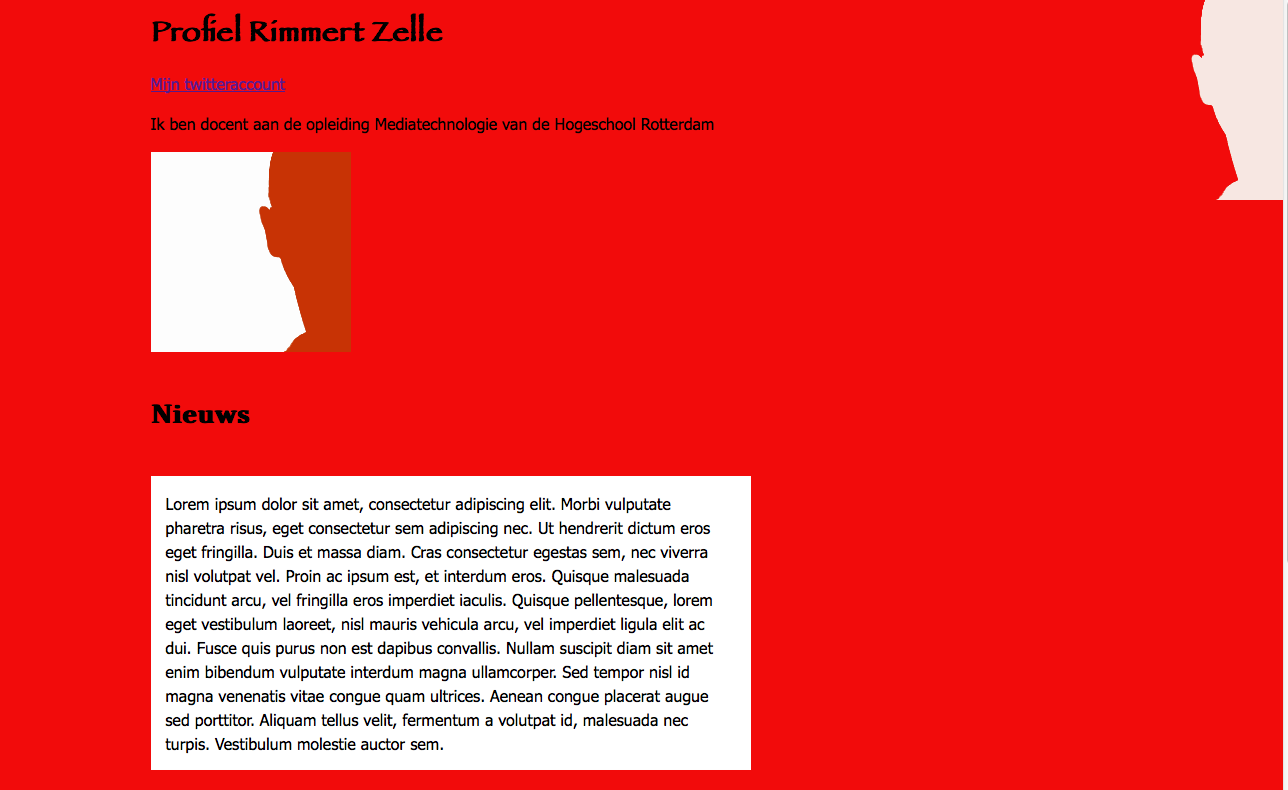 Profiel Rimmert Zelle
Mijn twitteraccount
Ik ben docent aan de opleiding Mediatechnologie van de Hogeschool Rotterdam
Nieuws
Lorem ipsum dolor sit amet, consectetur adipiscing elit. Morbi vulputate
pharetra risus, eget consectetur sem adipiscing nec. Ut hendrerit dictum eros
eget fringilla. Duis et massa diam. Cras consectetur egestas sem, nec viverra
nisl volutpat vel. Proin ac ipsum est, et interdum eros. Quisque malesuada
tincidunt arcu, vel fringilla eros imperdiet iaculis. Quisque pellentesque, lorem
eget vestibulum laoreet, nisl mauris vehicula arcu, vel imperdiet ligula elit ac
dui. Fusce quis purus non est dapibus convallis. Nullam suscipit diam sit amet
enim bibendum vulputate interdum magna ullamcorper. Sed tempor nisl id
magna venenatis vitae congue quam ultrices. Aenean congue placerat augue
sed porttitor. Aliquam tellus velit, fermentum a volutpat id, malesuada nec
turpis. Vestibulum molestie auctor sem.